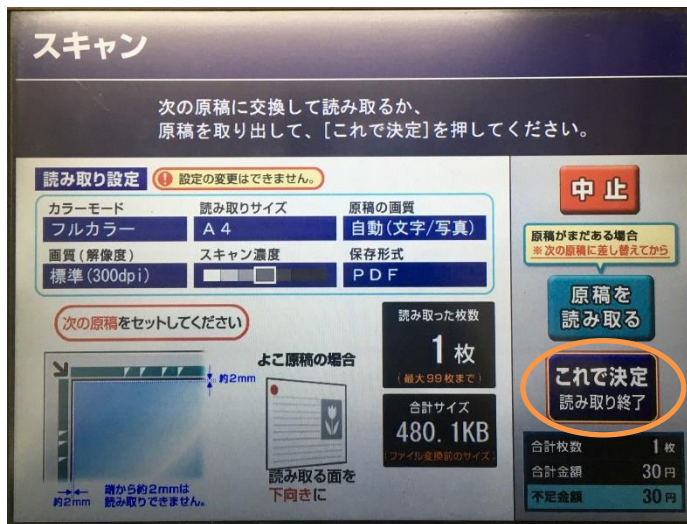 スキャン
次の原稿に交換して読み取るか、
原稿を取り出して、[これで決定]を押してください。
読み取り設定
! 設定の変更はできません。
カラーモード
フルカラー
読み取りサイズ
A4
原稿の画質
自動(文字/写真)
画質(解像度)
標準(300dpi)
スキャン濃度
保存形式
PDF
次の原稿をセットしてください
約2mm
約2mm
端から約2mmは
読み取りできません。
よこ原稿の場合
読み取る面を
下向きに
読み取った枚数
1枚
(最大99枚まで)
合計サイズ
480.1KB
(ファイル変換前のサイズ)
中止
原稿がまだある場合
※次の原稿に差し替えてから
原稿を
読み取る
これで決定
読み取り終了
合計枚数 1枚
合計金額 30円
不足金額 30円